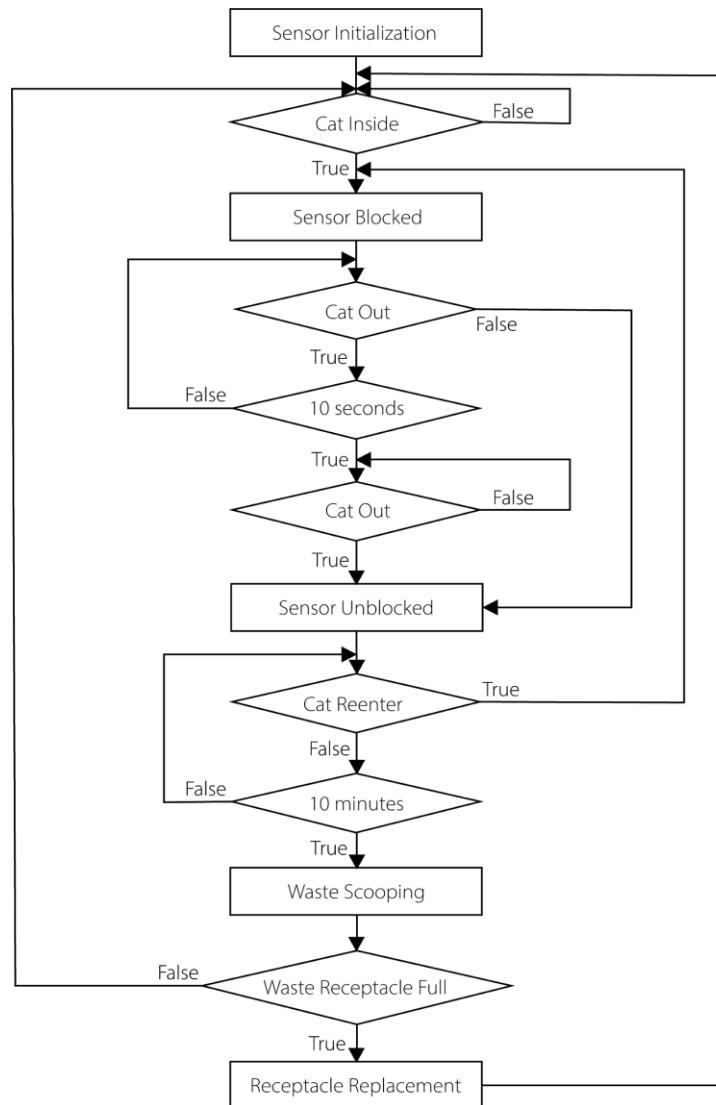 Sensor Initialization
Cat Inside
False
True
Sensor Blocked
Cat Out
False
True
False
10 seconds
True
Cat Out
False
True
Sensor Unblocked
Cat Reenter
True
False
False
10 minutes
True
Waste Scooping
False
Waste Receptacle Full
True
Receptacle Replacement